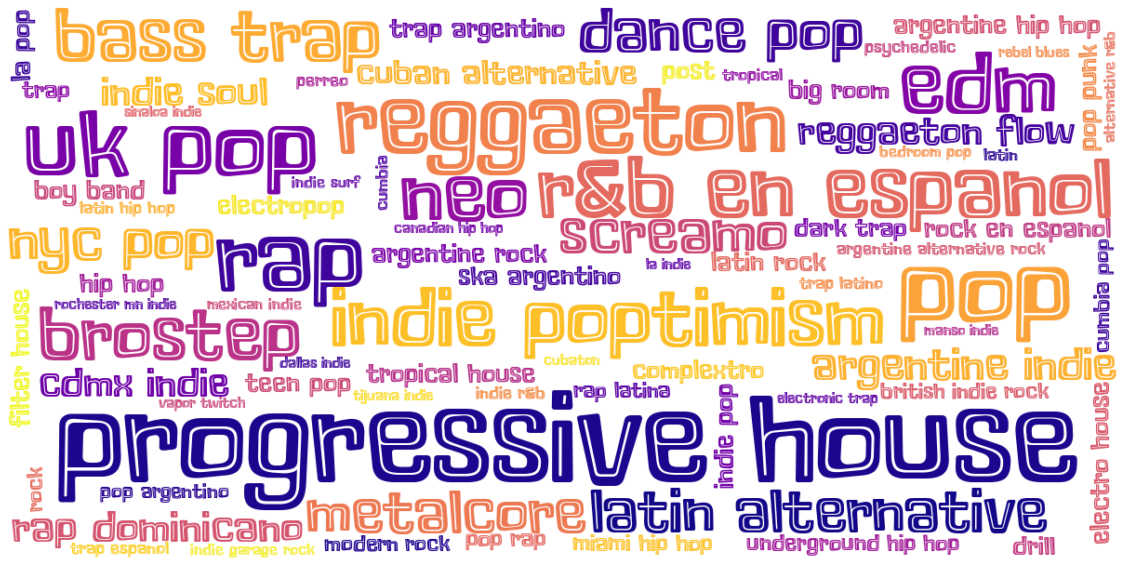 la pop
bass trap
trap argentino
dance pop
argentine hip hop
psychedelic
rebel blues
trap
indie soul
sinaloa indie
perreo
cuban alternative
post
tropical
big room
edm
pop punk
alternative r&b
uk pop
reggaeton
reggaeton flow
bedroom pop
latin
boy band
latin hip hop
indie surf
electropop
cumbia
neo
canadian hip hop
r&b en espanol
screamo
dark trap
rock en espanol
nyc pop
rap
argentine rock
ska argentino
la indie
latin rock
argentine alternative rock
trap latino
cumbia pop
hip hop
rochester mn indie
mexican indie
indie poptimism
pop
manso indie
filter house
brostep
dallas indie
cubaton
complextro
argentine indie
cdmx indie
vapor twitch
teen pop
tropical house
tijuana indie
indie r&b
rap latina
indie pop
electronic trap
british indie rock
electro house
progressive house
rock
pop argentino
rap dominicano
metalcore
latin alternative
trap espanol
indie garage rock
modern rock
pop rap
miami hip hop
underground hip hop
drill